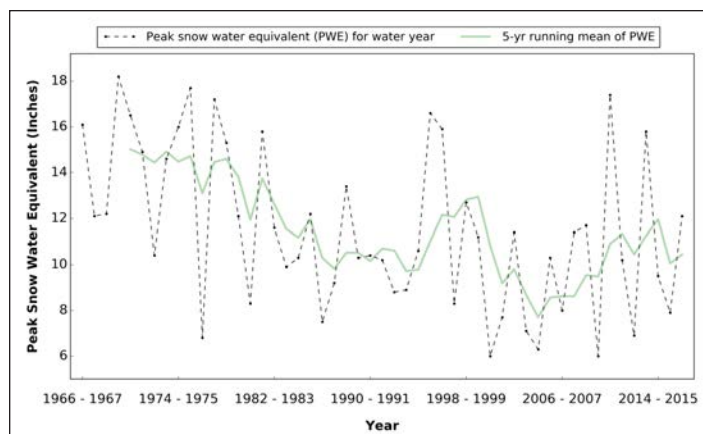 Peak snow water equivalent (PWE) for water year
5-yr running mean of PWE
Peak Snow Water Equivalent (Inches)
18
16
14
12
10
8
6
1966 - 1967
1974 - 1975
1982 - 1983
1990 - 1991
1998 - 1999
2006 - 2007
2014 - 2015
Year